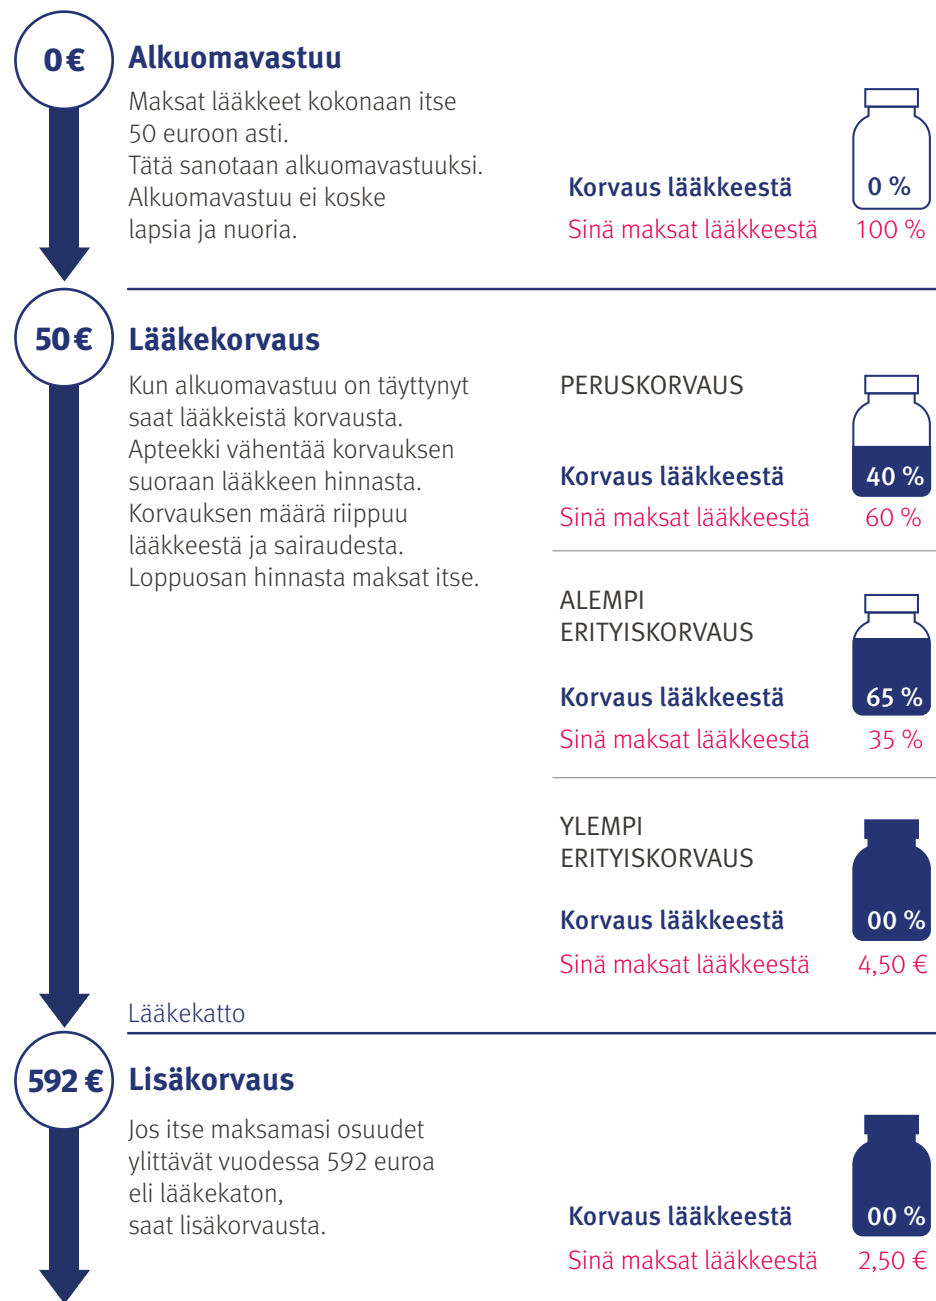 0 €
Alkuomavastuu
Maksat lääkkeet kokonaan itse
50 euroon asti.
Tätä sanotaan alkuomavastuuksi.
Alkuomavastuu ei koske
lapsia ja nuoria.
Korvaus lääkkeestä 0 %
Sinä maksat lääkkeestä 100 %
50 €
Lääkekorvaus
Kun alkuomavastuu on täyttynyt
saat lääkkeistä korvausta.
Apteekki vähentää korvauksen
suoraan lääkkeen hinnasta.
Korvauksen määrä riippuu
lääkkeestä ja sairaudesta.
Loppuosan hinnasta maksat itse.
PERUSKORVAUS
Korvaus lääkkeestä 40 %
Sinä maksat lääkkeestä 60 %
ALEMPI
ERITYISKORVAUS
Korvaus lääkkeestä 65 %
Sinä maksat lääkkeestä 35 %
YLEMPI
ERITYISKORVAUS
Korvaus lääkkeestä 00 %
Sinä maksat lääkkeestä 4,50 €
Lääkekatto
592 €
Lisäkorvaus
Jos itse maksamasi osuudet
ylittävät vuodessa 592 euroa
eli lääkekaton,
saat lisäkorvausta.
Korvaus lääkkeestä 00 %
Sinä maksat lääkkeestä 2,50 €